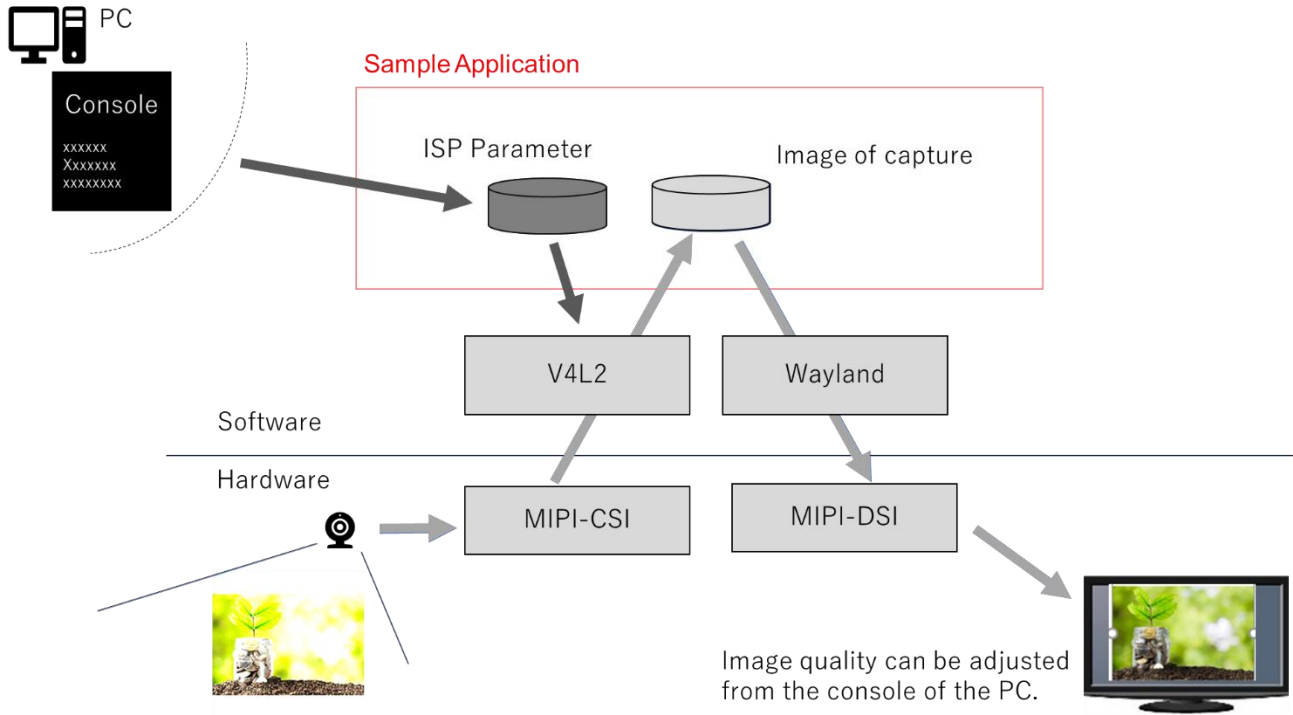 PC
Console
xxxxxx
Xxxxxxx
xxxxxxxx
Sample Application
ISP Parameter
Image of capture
V4L2
Wayland
Software
Hardware
MIPI-CSI
MIPI-DSI
Image quality can be adjusted
from the console of the PC.